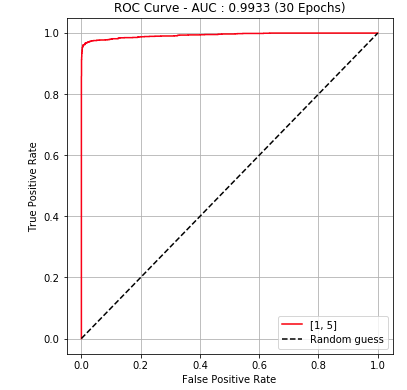 ROC Curve - AUC : 0.9933 (30 Epochs)
True Positive Rate
1.0
0.8
0.6
0.4
0.2
0.0
0.0 0.2 0.4 0.6 0.8 1.0
False Positive Rate
[1, 5]
Random guess